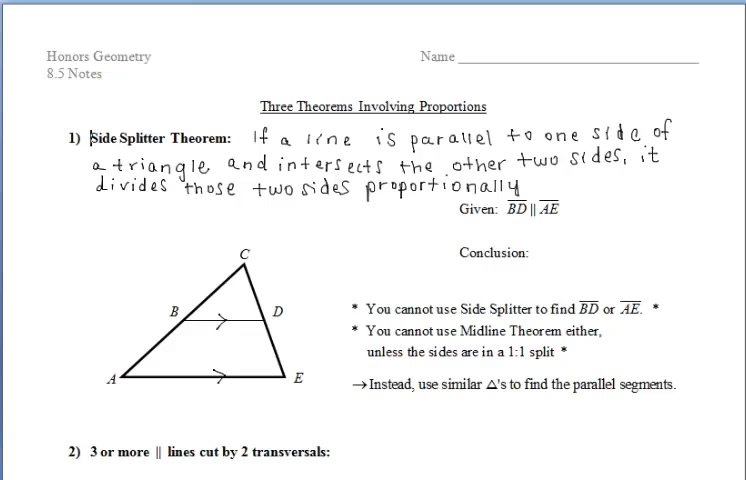 Honors Geometry
Name
8.5 Notes
Three Theorems Involving Proportions
1) Side Splitter Theorem: If a line is parallel to one side of
a triangle and intersects the other two sides, it
divides those two sides proportionally
Given: BD || AE
Conclusion:
C
B
D
A
E
* You cannot use Side Splitter to find BD or AE. *
* You cannot use Midline Theorem either,
unless the sides are in a 1:1 split *
→Instead, use similar △'s to find the parallel segments.
2) 3 or more || lines cut by 2 transversals: